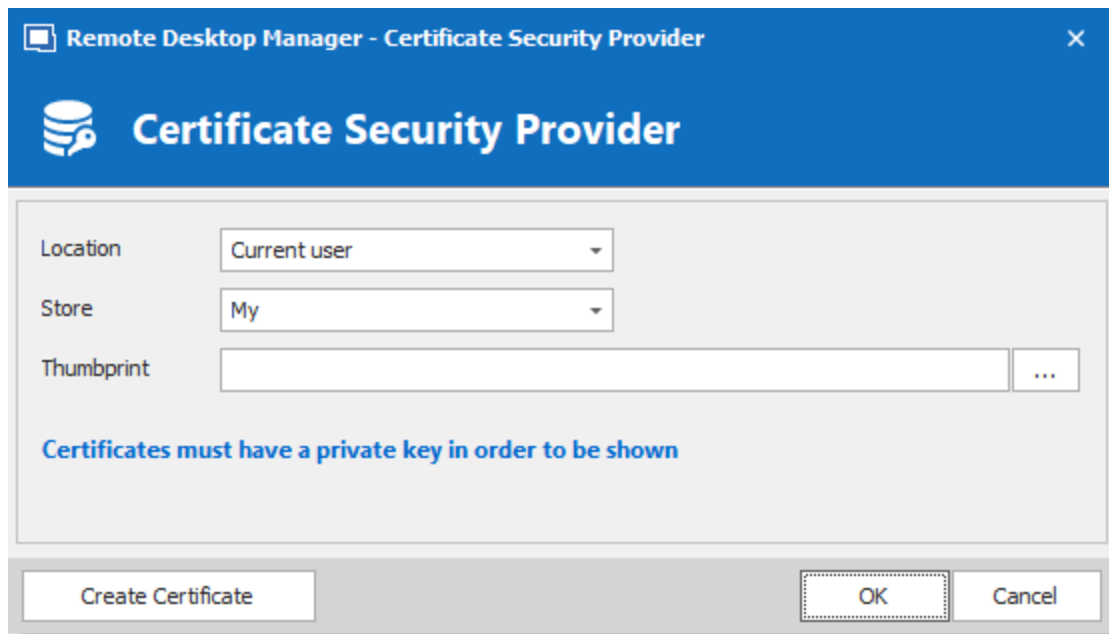 Remote Desktop Manager - Certificate Security Provider
Certificate Security Provider
Location
Current user
Store
My
Thumbprint
...
Certificates must have a private key in order to be shown
Create Certificate
OK
Cancel